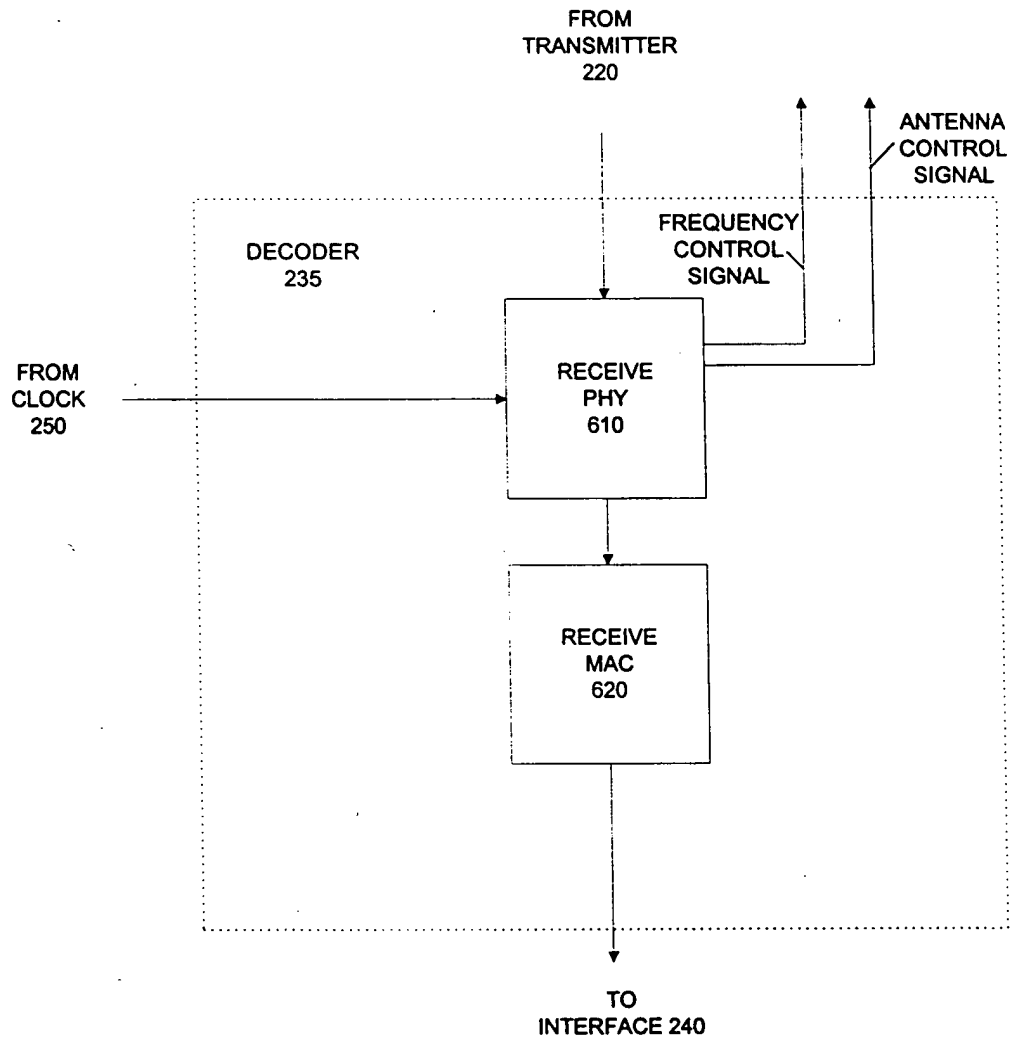 FROM
TRANSMITTER
220
ANTENNA
CONTROL
SIGNAL
FREQUENCY
CONTROL
SIGNAL
DECODER
235
FROM
CLOCK
250
RECEIVE
PHY
610
RECEIVE
MAC
620
TO
INTERFACE 240